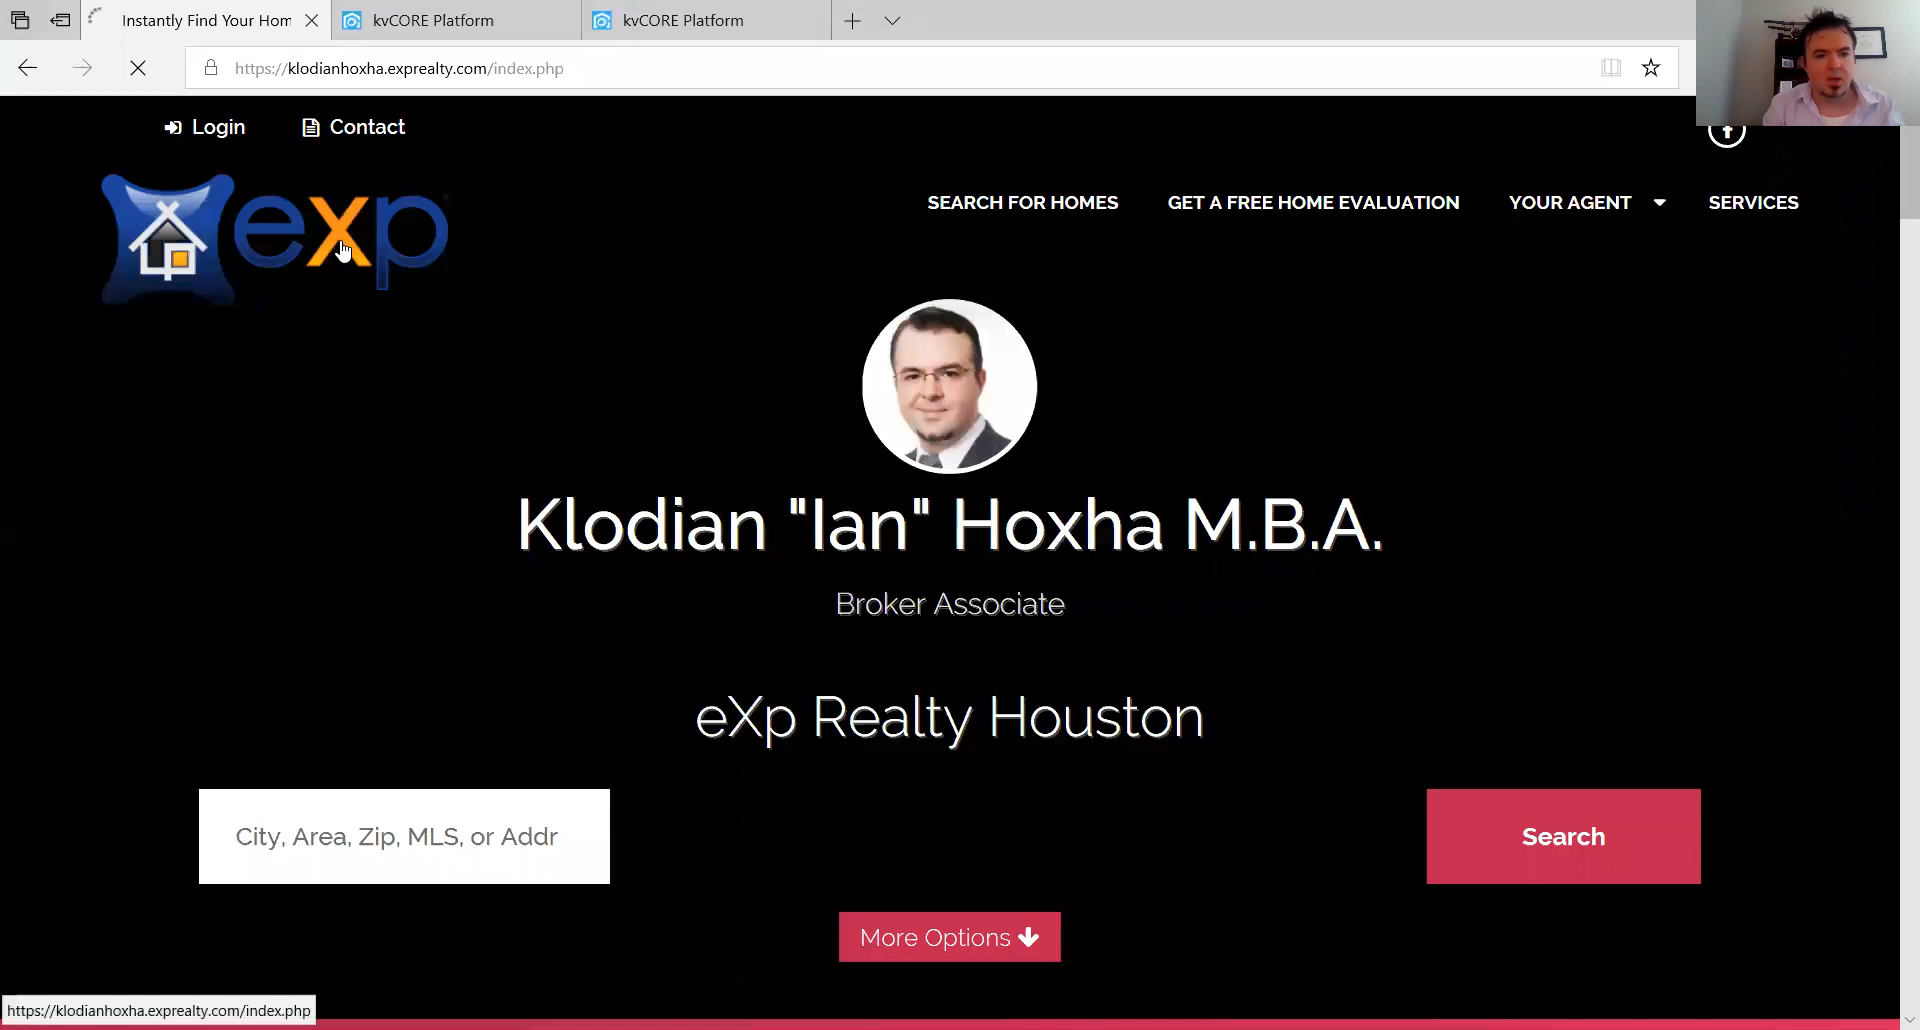 Instantly Find Your Hom
kvCORE Platform
kvCORE Platform
https://klodianhoxha.exprealty.com/index.php
Login
Contact
exp
SEARCH FOR HOMES
GET A FREE HOME EVALUATION
YOUR AGENT
SERVICES
Klodian "Ian" Hoxha M.B.A.
Broker Associate
eXp Realty Houston
City, Area, Zip, MLS, or Addr
Search
More Options
https://klodianhoxha.exprealty.com/index.php